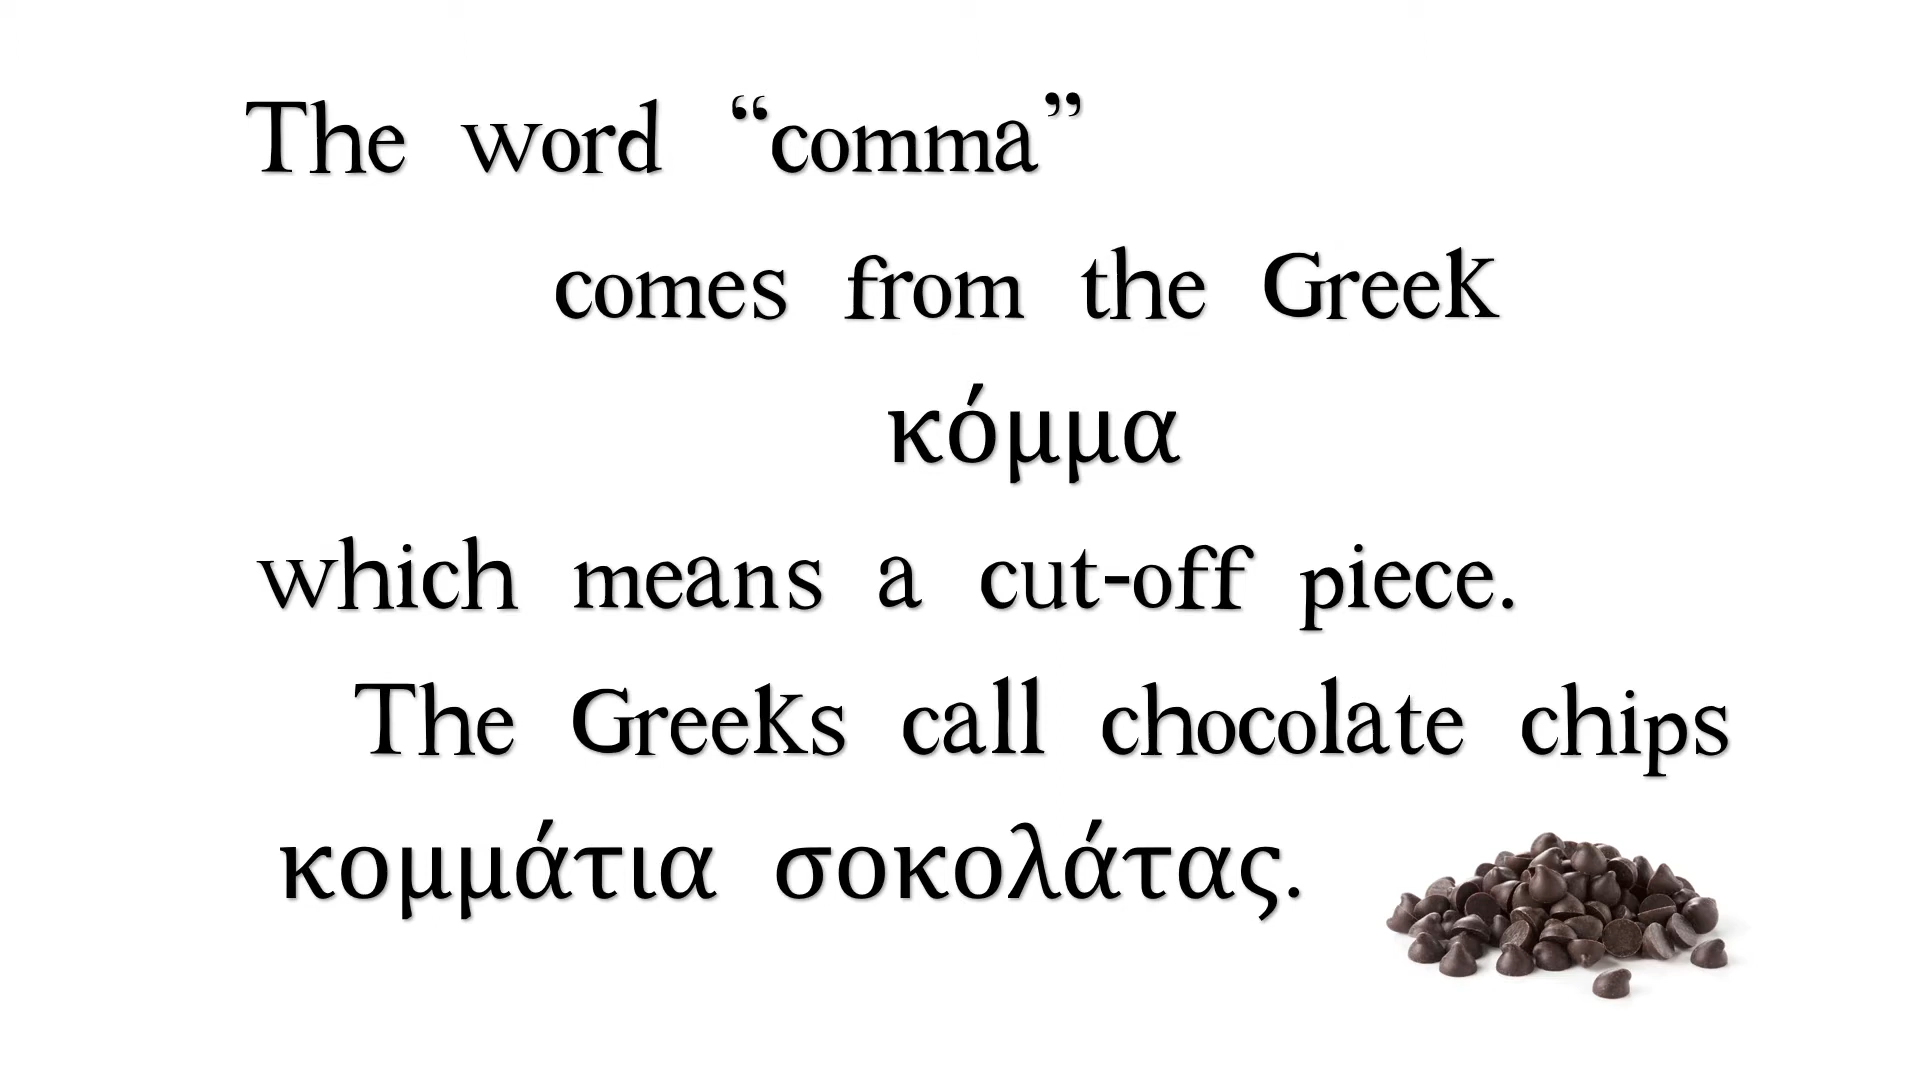 The word “comma”
comes from the Greek
κόμμα
which means a cut-off piece.
The Greeks call chocolate chips
κομμάτια σοκολάτας.